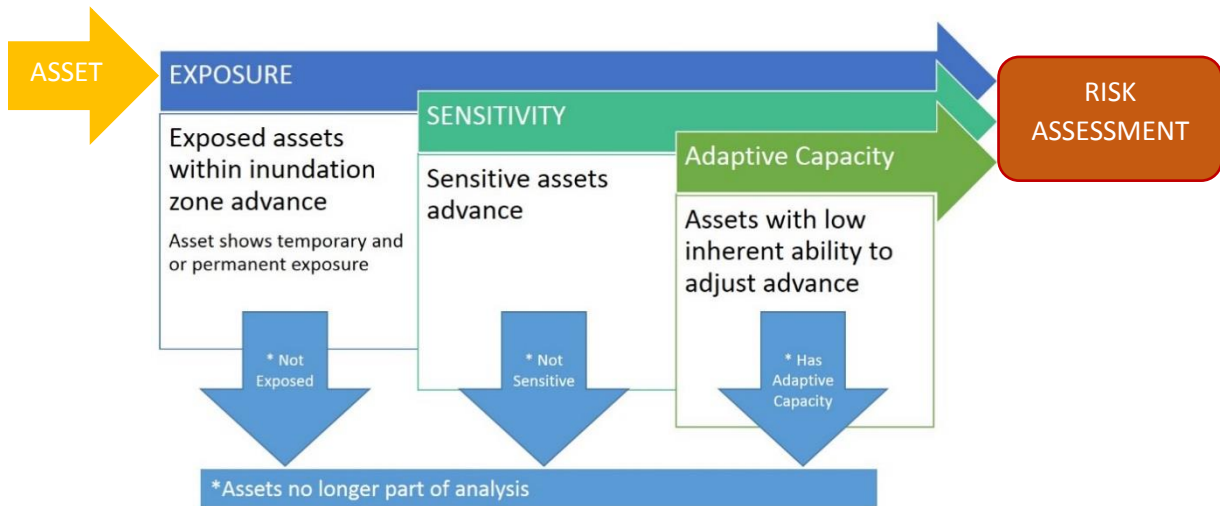 ASSET
EXPOSURE
Exposed assets
within inundation
zone advance
Asset shows temporary and
or permanent exposure
* Not
Exposed
SENSITIVITY
Sensitive assets
advance
* Not
Sensitive
Adaptive Capacity
Assets with low
inherent ability to
adjust advance
* Has
Adaptive
Capacity
RISK
ASSESSMENT
*Assets no longer part of analysis